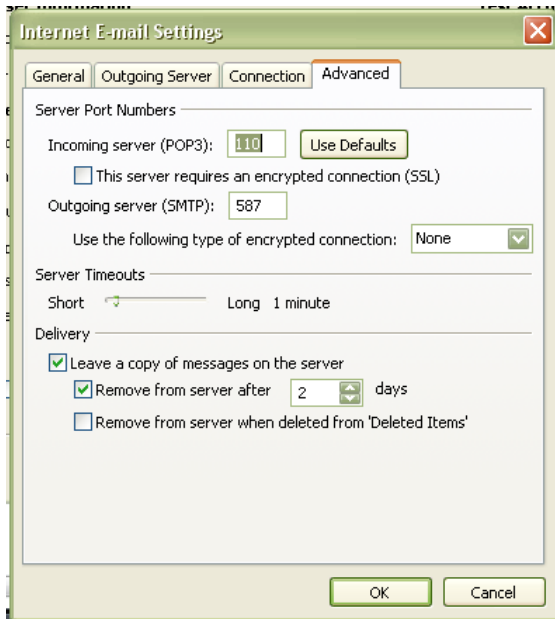 Internet E-mail Settings
General Outgoing Server Connection Advanced
Server Port Numbers
Incoming server (POP3): 110 Use Defaults
This server requires an encrypted connection (SSL)
Outgoing server (SMTP): 587
Use the following type of encrypted connection: None
Server Timeouts
Short Long 1 minute
Delivery
Leave a copy of messages on the server
Remove from server after 2 days
Remove from server when deleted from 'Deleted Items'
OK Cancel